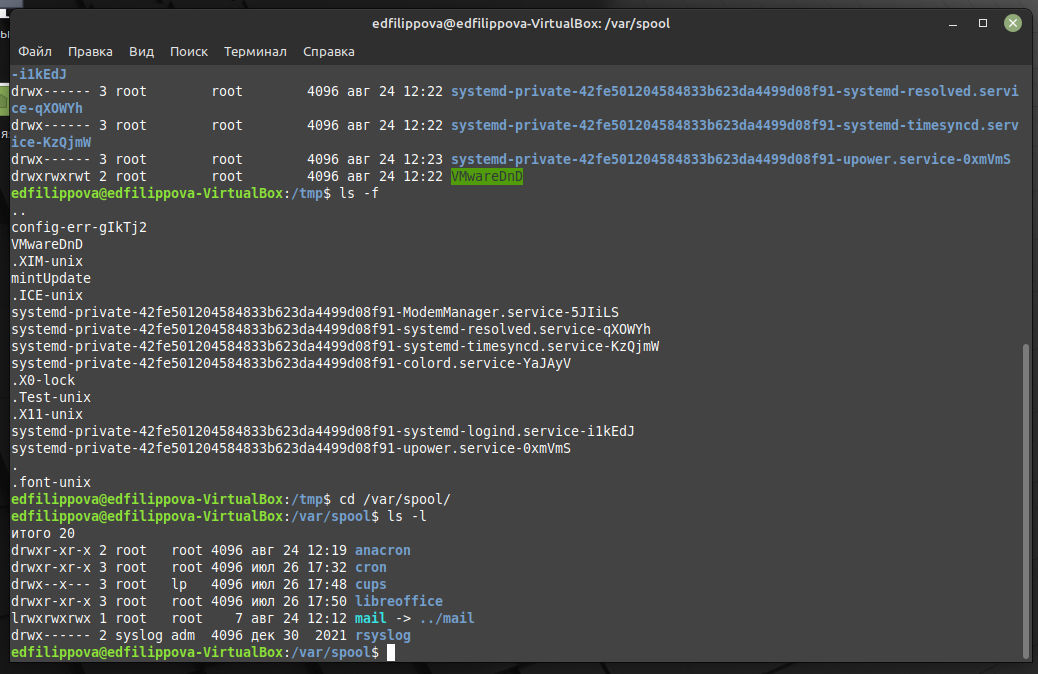 edfilippova@edfilippova-VirtualBox: /var/spool
Файл Правка Вид Поиск Терминал Справка
-i1kEdJ
drwx------ 3 root        root        4096 авг 24 12:22 systemd-private-42fe501204584833b623da4499d08f91-systemd-resolved.servi
ce-qXOWYh
drwx------ 3 root        root        4096 авг 24 12:22 systemd-private-42fe501204584833b623da4499d08f91-systemd-timesyncd.serv
ice-KzQjmW
drwx------ 3 root        root        4096 авг 24 12:23 systemd-private-42fe501204584833b623da4499d08f91-upower.service-0xmVmS
drwxrwxrwt 2 root        root        4096 авг 24 12:22 VMwareDnD
edfilippova@edfilippova-VirtualBox:/tmp$ ls -f
..
config-err-gIkTj2
VMwareDnD
.XIM-unix
mintUpdate
.ICE-unix
systemd-private-42fe501204584833b623da4499d08f91-ModemManager.service-5JIiLS
systemd-private-42fe501204584833b623da4499d08f91-systemd-resolved.service-qXOWYh
systemd-private-42fe501204584833b623da4499d08f91-systemd-timesyncd.service-KzQjmW
systemd-private-42fe501204584833b623da4499d08f91-colord.service-YaJAyV
.X0-lock
.Test-unix
.X11-unix
systemd-private-42fe501204584833b623da4499d08f91-systemd-logind.service-i1kEdJ
systemd-private-42fe501204584833b623da4499d08f91-upower.service-0xmVmS
.
.font-unix
edfilippova@edfilippova-VirtualBox:/tmp$ cd /var/spool/
edfilippova@edfilippova-VirtualBox:/var/spool$ ls -l
итого 20
drwxr-xr-x 2 root   root 4096 авг 24 12:19 anacron
drwxr-xr-x 3 root   root 4096 июл 26 17:32 cron
drwx--x--- 3 root   lp   4096 июл 26 17:48 cups
drwxr-xr-x 3 root   root 4096 июл 26 17:50 libreoffice
lrwxrwxrwx 1 root   root    7 авг 24 12:12 mail -> ../mail
drwx------ 2 syslog adm  4096 дек 30  2021 rsyslog
edfilippova@edfilippova-VirtualBox:/var/spool$